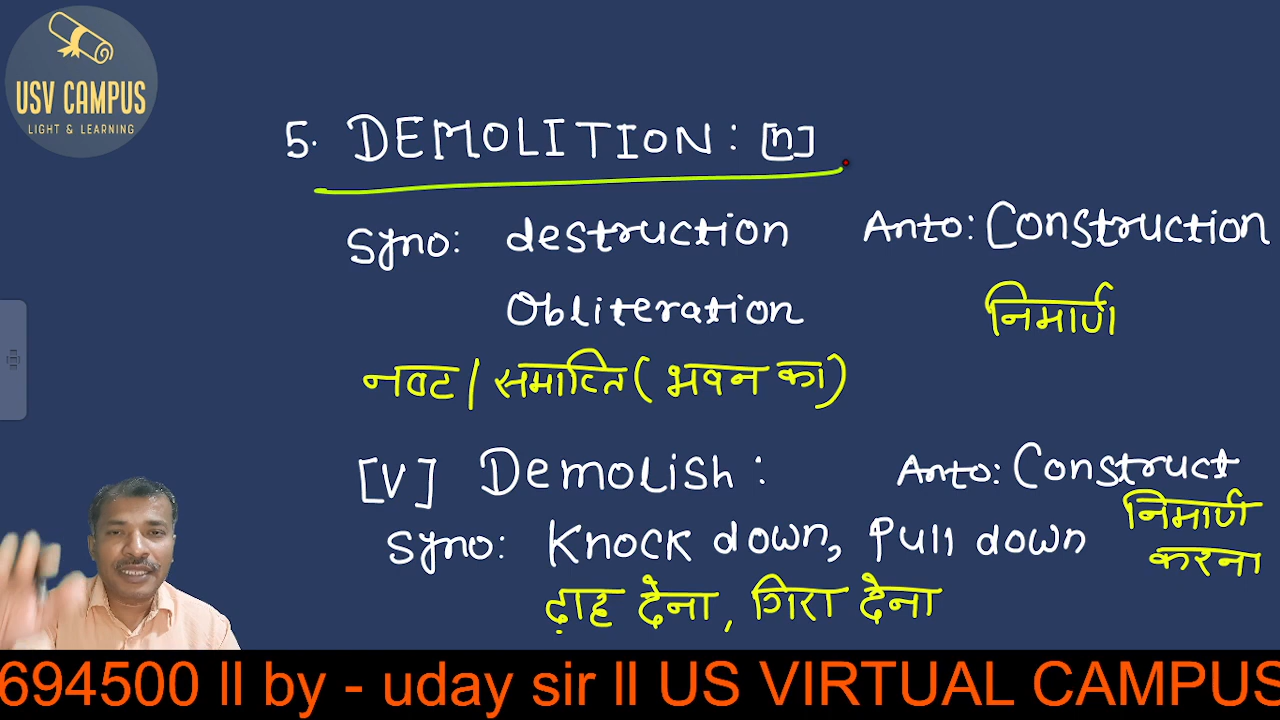 USV CAMPUS
LIGHT & LEARNING
5. DEMOLITION: [n]
Syno: destruction Anto: Construction
Obliteration निमार्ण
नष्ट / समाप्ति (भवन का)
[V] Demolish: Anto: Construct
निमार्ण
Syno: Knock down, Pull down
करना
ढ़ाह देना, गिरा देना
694500 ll by - uday sir ll US VIRTUAL CAMPUS